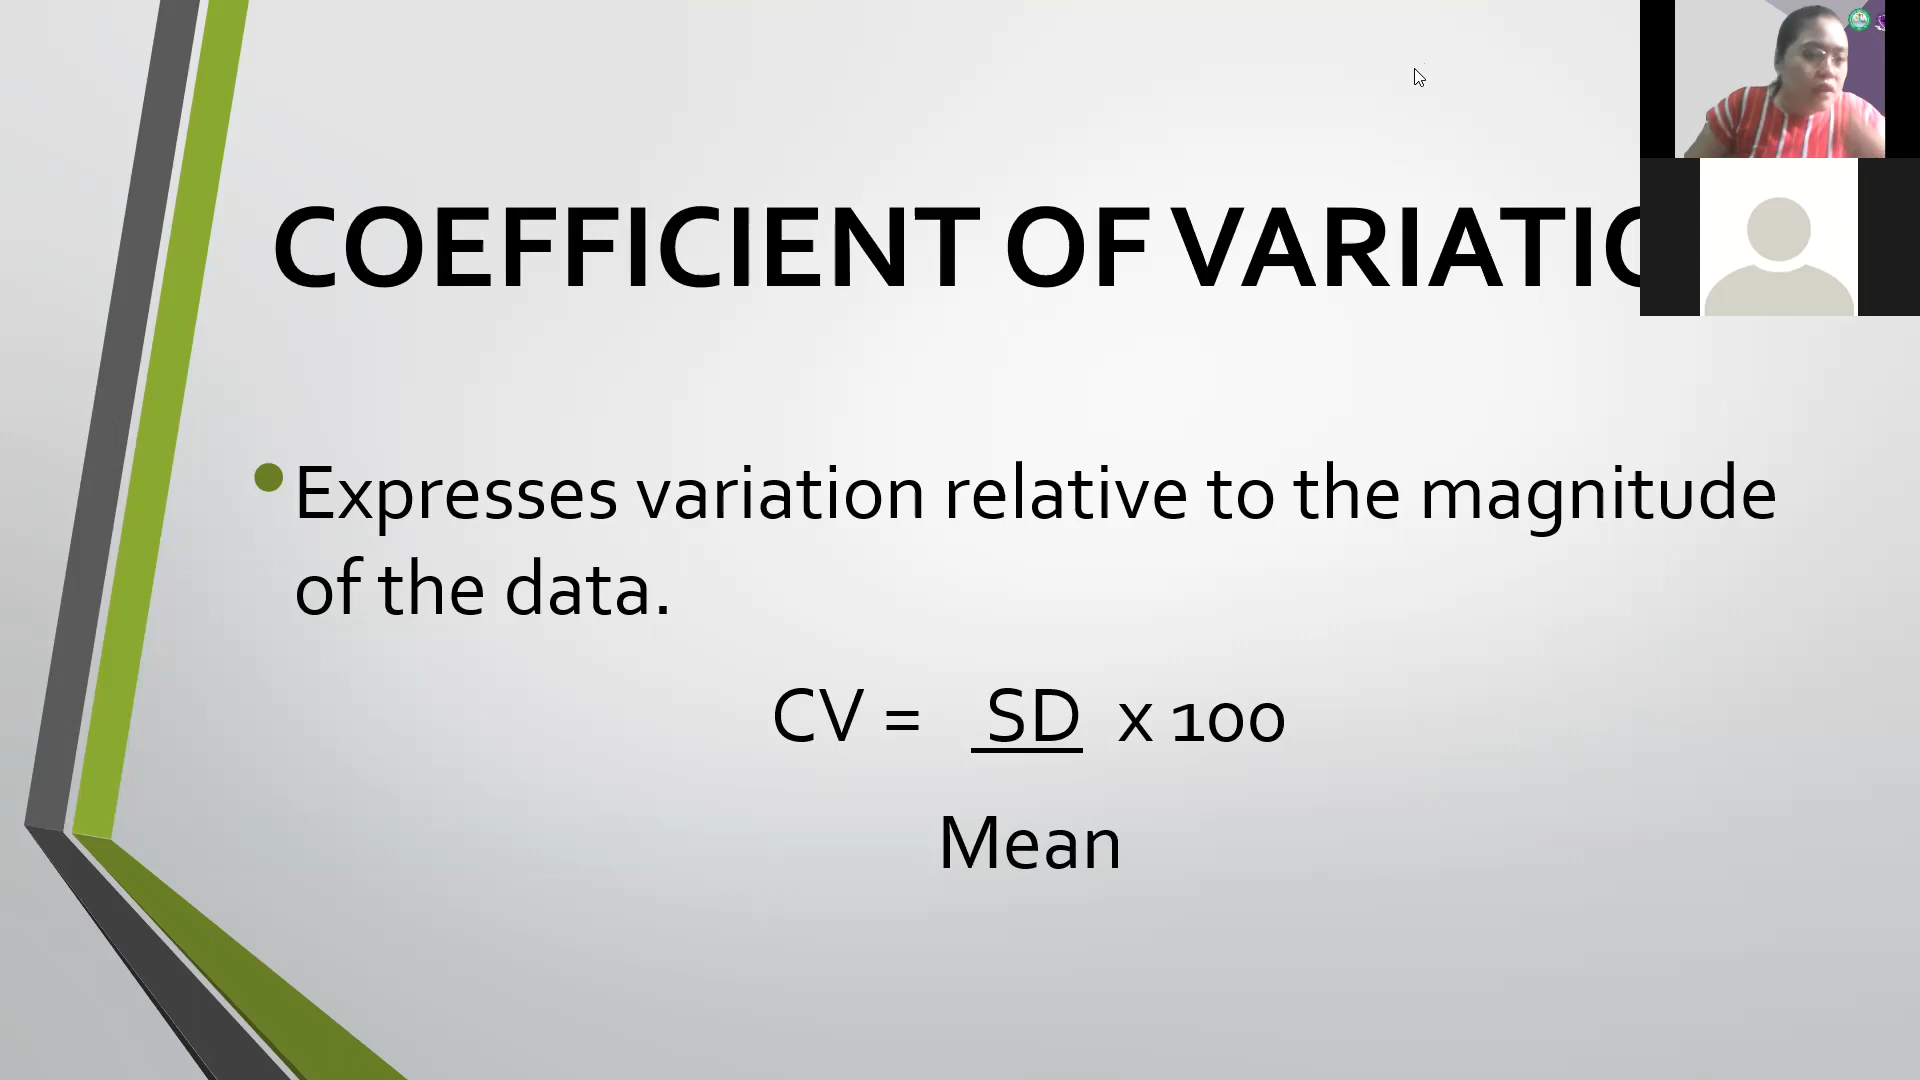 COEFFICIENT OF VARIATIO
Expresses variation relative to the magnitude
of the data.
CV = SD x 100
Mean